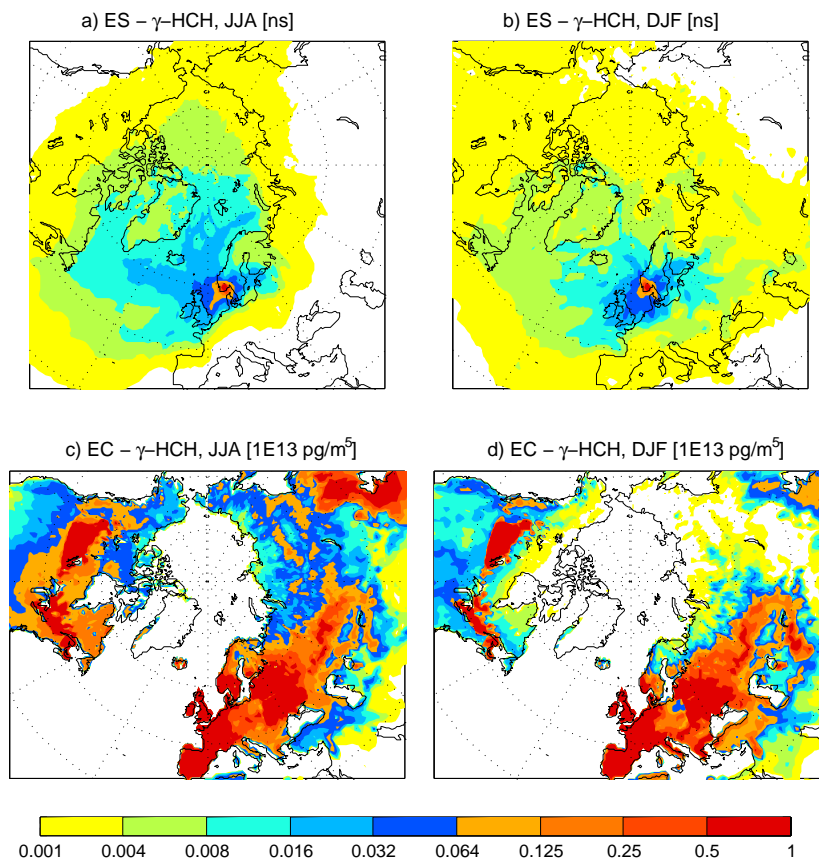 a) ES − γ−HCH, JJA [ns]
b) ES − γ−HCH, DJF [ns]
c) EC − γ−HCH, JJA [1E13 pg/m⁵]
d) EC − γ−HCH, DJF [1E13 pg/m⁵]
0.001 0.004 0.008 0.016 0.032 0.064 0.125 0.25 0.5 1